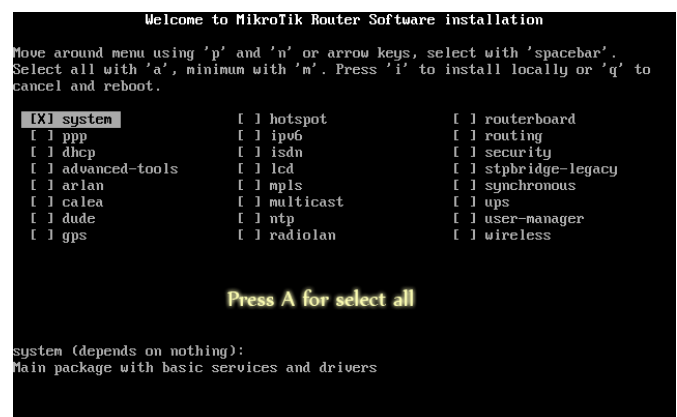 Welcome to MikroTik Router Software installation
Move around menu using 'p' and 'n' or arrow keys, select with 'spacebar'.
Select all with 'a', minimum with 'm'. Press 'i' to install locally or 'q' to
cancel and reboot.
[X] system [ ] hotspot [ ] routerboard
[ ] ppp [ ] ipv6 [ ] routing
[ ] dhcp [ ] isdn [ ] security
[ ] advanced-tools [ ] lcd [ ] stpbridge-legacy
[ ] arlan [ ] mpls [ ] synchronous
[ ] calea [ ] multicast [ ] ups
[ ] dude [ ] ntp [ ] user-manager
[ ] gps [ ] radiolan [ ] wireless
Press A for select all
system (depends on nothing):
Main package with basic services and drivers